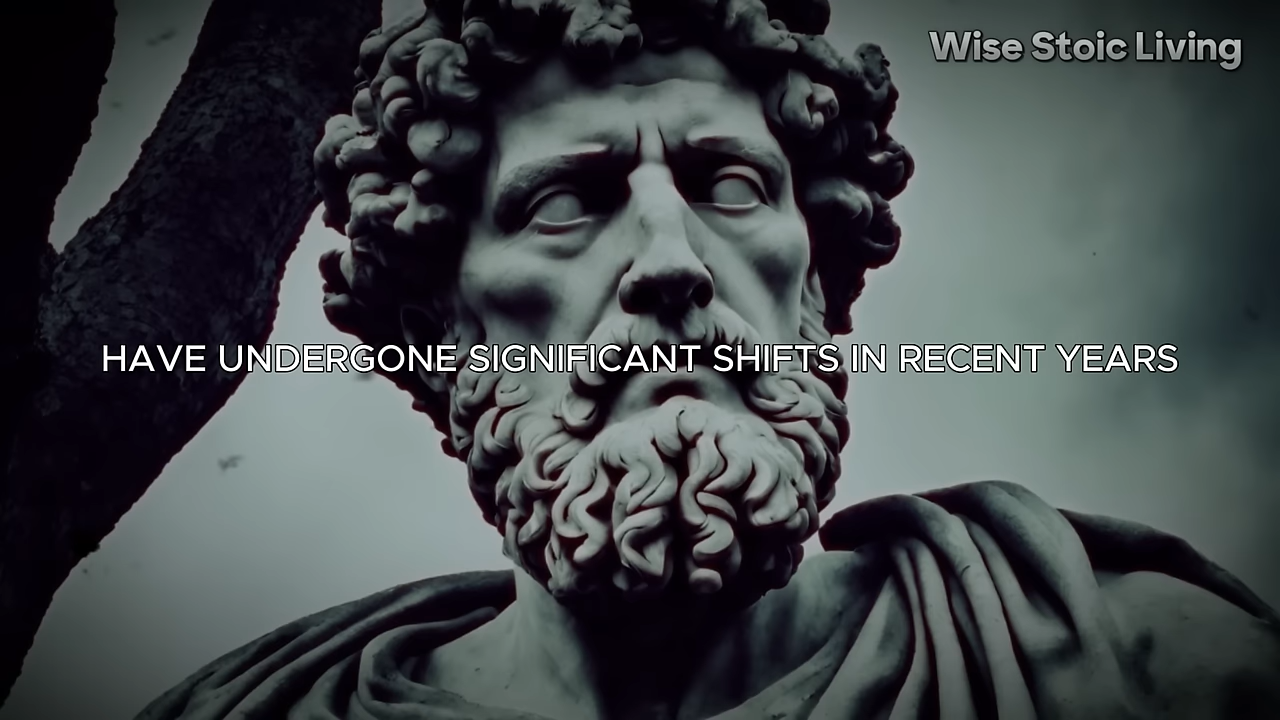 Wise Stoic Living
HAVE UNDERGONE SIGNIFICANT SHIFTS IN RECENT YEARS